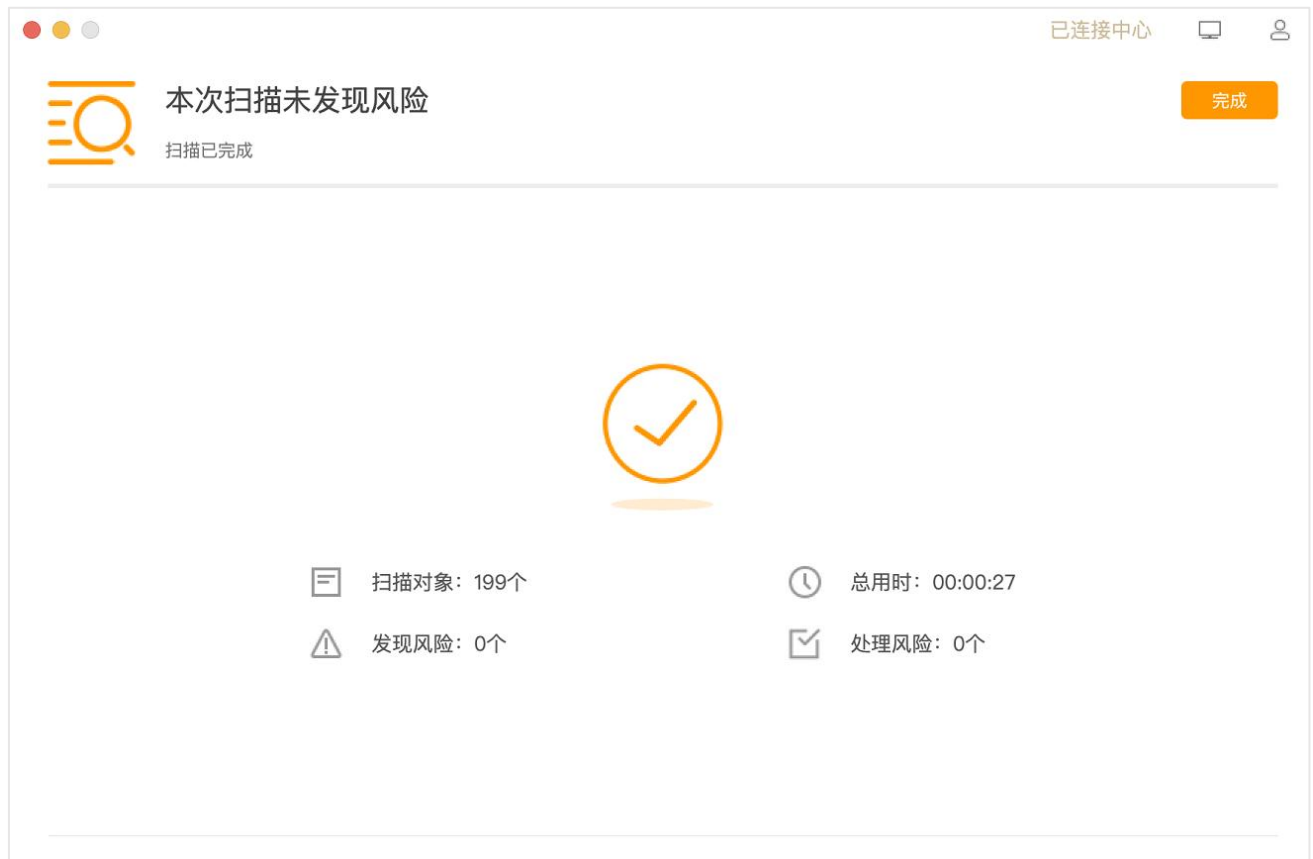 已连接中心
本次扫描未发现风险
完成
扫描已完成
扫描对象：199个
总用时：00:00:27
发现风险：0个
处理风险：0个